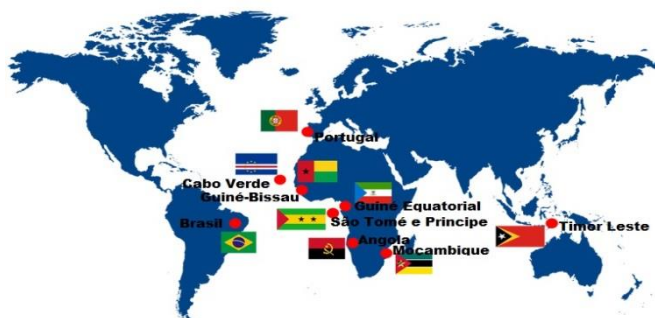 Portugal
Cabo Verde
Guiné-Bissau
Guiné Equatorial
São Tomé e Principe
Brasil
Timor Leste
Angola
Moçambique